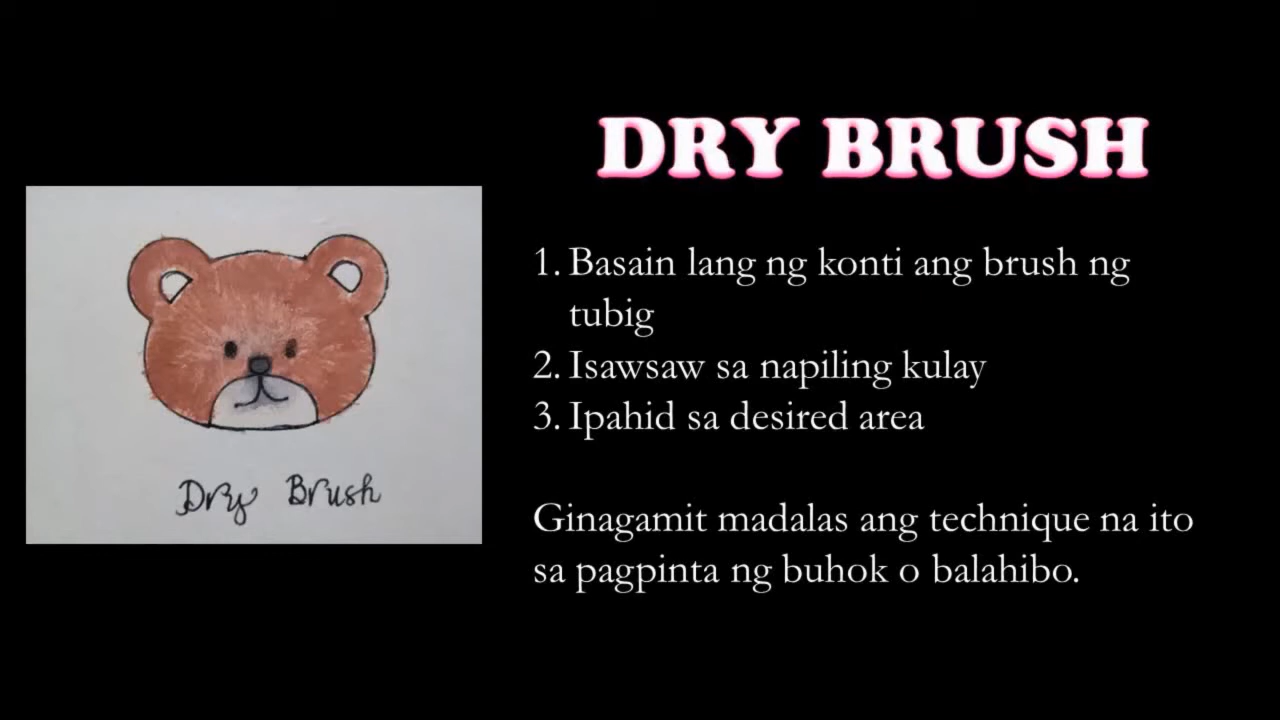 DRY BRUSH
1. Basain lang ng konti ang brush ng
tubig
2. Isawsaw sa napiling kulay
3. Ipahid sa desired area
Ginagamit madalas ang technique na ito
sa pagpinta ng buhok o balahibo.
Dry Brush